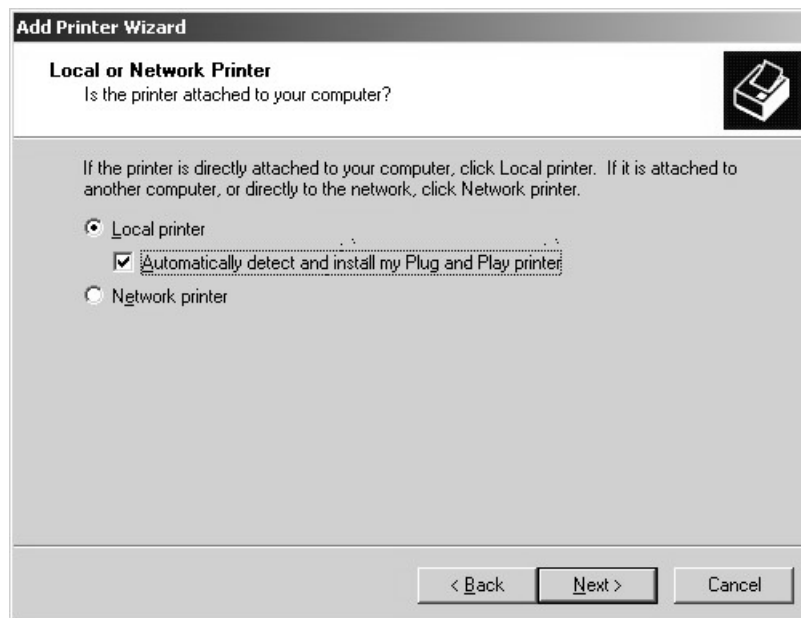 Add Printer Wizard
Local or Network Printer
Is the printer attached to your computer?
If the printer is directly attached to your computer, click Local printer. If it is attached to
another computer, or directly to the network, click Network printer.
Local printer
Automatically detect and install my Plug and Play printer
Network printer
< Back Next > Cancel